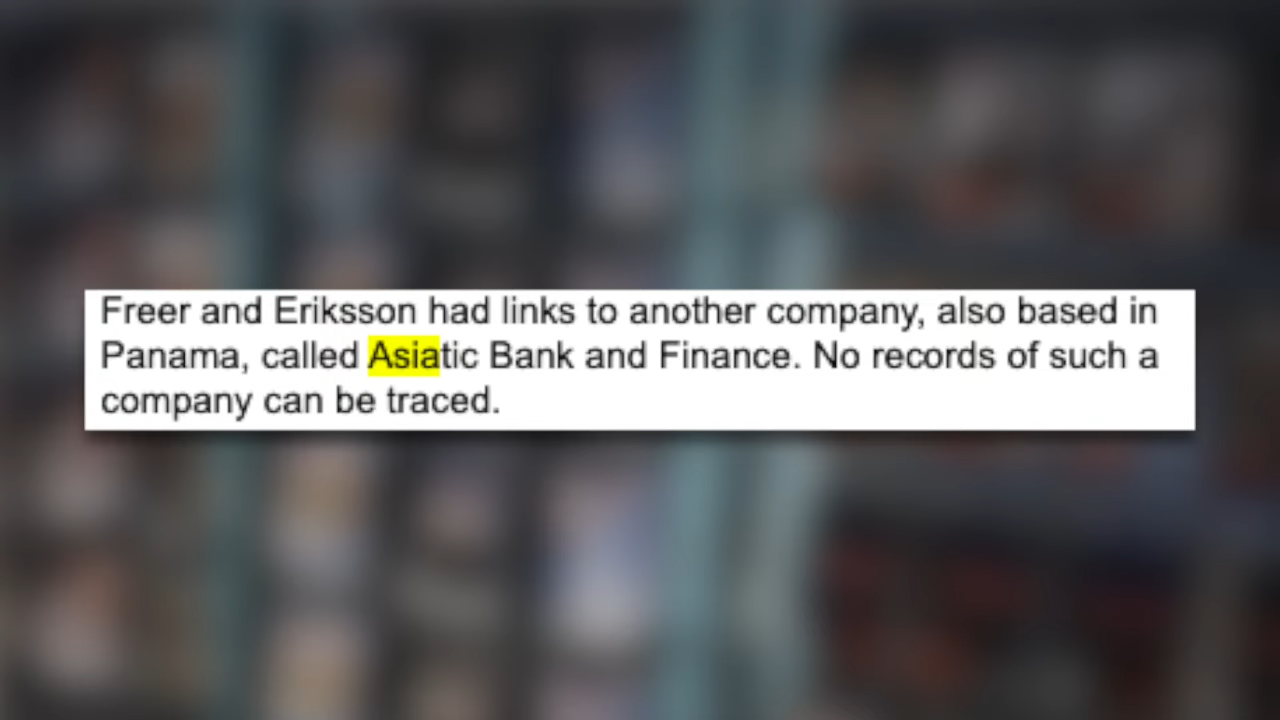 Freer and Eriksson had links to another company, also based in
Panama, called Asiatic Bank and Finance. No records of such a
company can be traced.